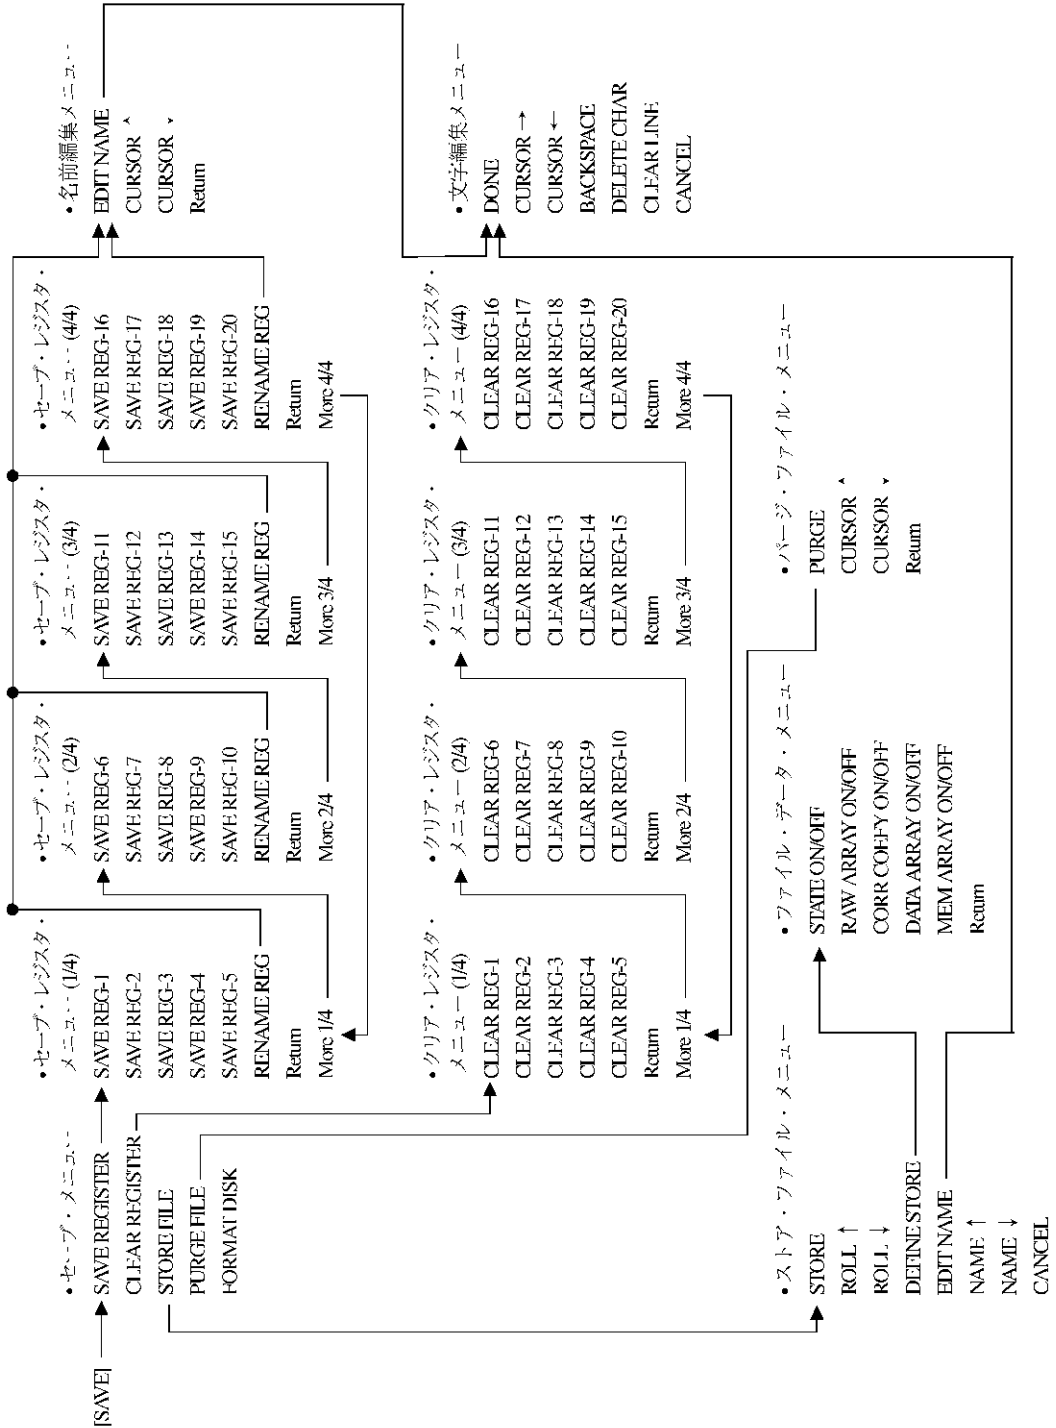 [SAVE]
• セーブ・メニュー
SAVE REGISTER
CLEAR REGISTER
STORE FILE
PURGE FILE
FORMAT DISK
• セーブ・レジスタ・
メニュー (1/4)
SAVE REG-1
SAVE REG-2
SAVE REG-3
SAVE REG-4
SAVE REG-5
RENAME REG
Return
More 1/4
• セーブ・レジスタ・
メニュー (2/4)
SAVE REG-6
SAVE REG-7
SAVE REG-8
SAVE REG-9
SAVE REG-10
RENAME REG
Return
More 2/4
• セーブ・レジスタ・
メニュー (3/4)
SAVE REG-11
SAVE REG-12
SAVE REG-13
SAVE REG-14
SAVE REG-15
RENAME REG
Return
More 3/4
• セーブ・レジスタ・
メニュー (4/4)
SAVE REG-16
SAVE REG-17
SAVE REG-18
SAVE REG-19
SAVE REG-20
RENAME REG
Return
More 4/4
• 名前編集メニュー
EDIT NAME
CURSOR ^
CURSOR ˅
Return
• クリア・レジスタ・
メニュー (1/4)
CLEAR REG-1
CLEAR REG-2
CLEAR REG-3
CLEAR REG-4
CLEAR REG-5
Return
More 1/4
• クリア・レジスタ・
メニュー (2/4)
CLEAR REG-6
CLEAR REG-7
CLEAR REG-8
CLEAR REG-9
CLEAR REG-10
Return
More 2/4
• クリア・レジスタ・
メニュー (3/4)
CLEAR REG-11
CLEAR REG-12
CLEAR REG-13
CLEAR REG-14
CLEAR REG-15
Return
More 3/4
• クリア・レジスタ・
メニュー (4/4)
CLEAR REG-16
CLEAR REG-17
CLEAR REG-18
CLEAR REG-19
CLEAR REG-20
Return
More 4/4
• 文字編集メニュー
DONE
CURSOR →
CURSOR ←
BACKSPACE
DELETE CHAR
CLEAR LINE
CANCEL
• ストア・ファイル・メニュー
STORE
ROLL ↑
ROLL ↓
DEFINE STORE
EDIT NAME
NAME ↑
NAME ↓
CANCEL
• ファイル・データ・メニュー
STATE ON/OFF
RAW ARRAY ON/OFF
CORR COEFY ON/OFF
DATA ARRAY ON/OFF
MEM ARRAY ON/OFF
Return
• パージ・ファイル・メニュー
PURGE
CURSOR ^
CURSOR ˅
Return